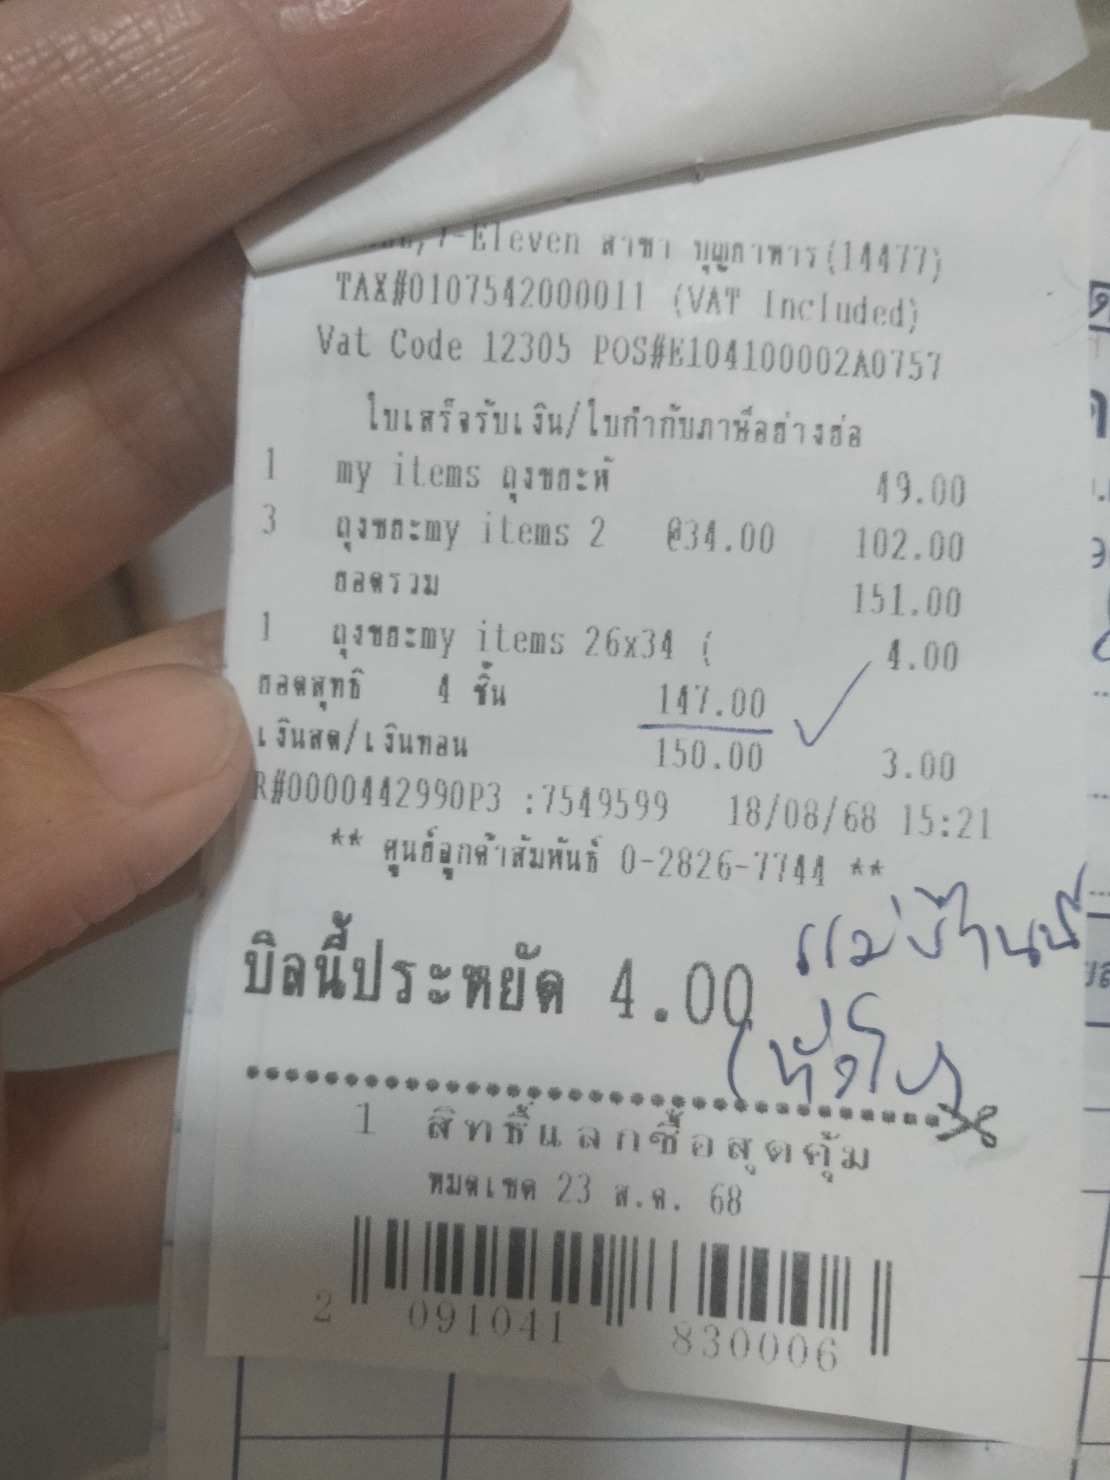 7-Eleven สาขา บุญถาหาร(14477)
TAX#0107542000011 (VAT Included)
Vat Code 12305 POS#E104100002A0757
ใบเสร็จรับเงิน/ใบกำกับภาษีอย่างย่อ
1 my items ถุงขยะหั 49.00
3 ถุงขยะmy items 2 @34.00 102.00
ยอดรวม 151.00
1 ถุงขยะmy items 26x34 ( 4.00
ยอดสุทธิ 4 ชิ้น 147.00
เงินสด/เงินทอน 150.00 3.00
R#0000442990P3 :7549599 18/08/68 15:21
** ศูนย์ลูกค้าสัมพันธ์ 0-2826-7744 **
แม่บ้าน
บิลนี้ประหยัด 4.00
1 สิทธิ์แลกซื้อสุดคุ้ม
หมดเขต 23 ส.ค. 68
2 091041 830006